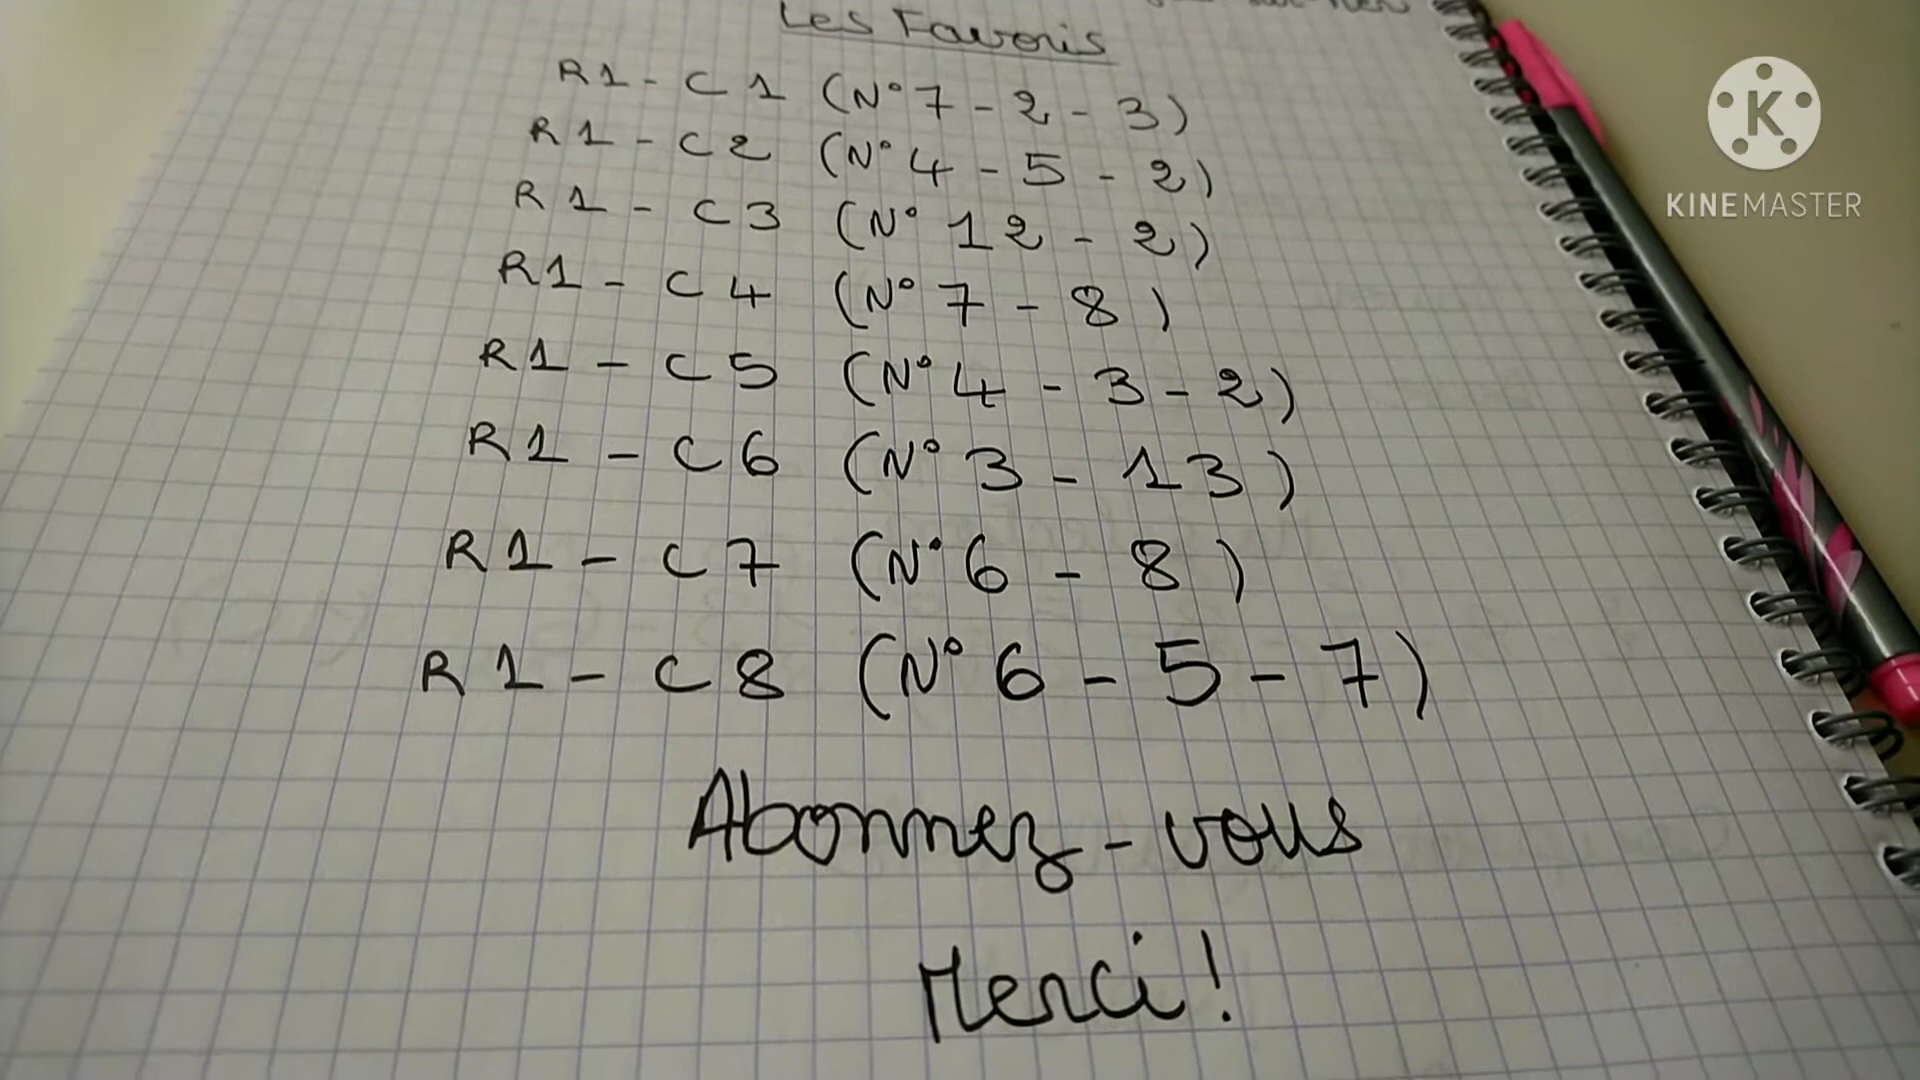 Les Favoris
R1 - C1 (N° 7 - 2 - 3)
R1 - C2 (N° 4 - 5 - 2)
R1 - C3 (N° 12 - 2)
R1 - C4 (N° 7 - 8)
R1 - C5 (N° 4 - 3 - 2)
R1 - C6 (N° 3 - 13)
R1 - C7 (N° 6 - 8)
R1 - C8 (N° 6 - 5 - 7)
Abonnez-vous
Merci !
K
KINEMASTER